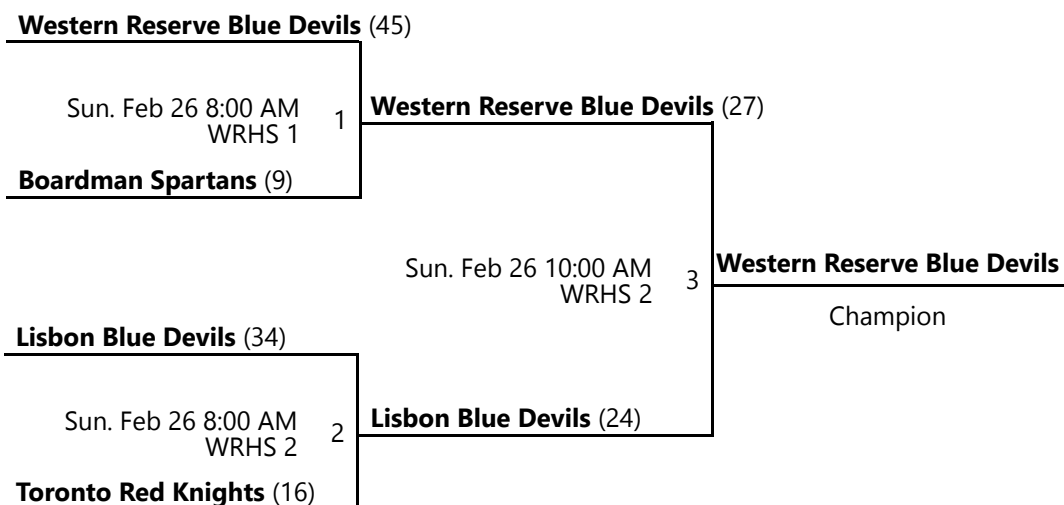 Western Reserve Blue Devils (45)
Sun. Feb 26 8:00 AM
WRHS 1
1
Western Reserve Blue Devils (27)
Boardman Spartans (9)
Sun. Feb 26 10:00 AM
WRHS 2
3
Western Reserve Blue Devils
Champion
Lisbon Blue Devils (34)
Sun. Feb 26 8:00 AM
WRHS 2
2
Lisbon Blue Devils (24)
Toronto Red Knights (16)